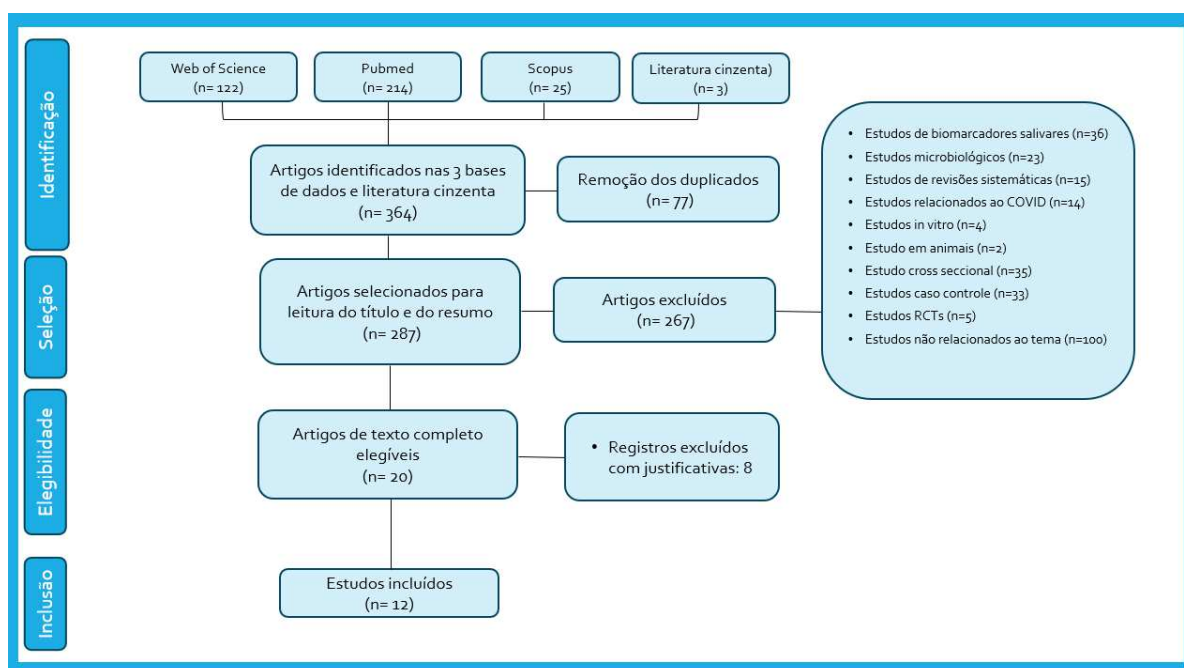 Identificação
Web of Science
(n= 122)
Pubmed
(n= 214)
Scopus
(n= 25)
Literatura cinzenta)
(n= 3)
Artigos identificados nas 3 bases
de dados e literatura cinzenta
(n= 364)
Remoção dos duplicados
(n= 77)
• Estudos de biomarcadores salivares (n=36)
• Estudos microbiológicos (n=23)
• Estudos de revisões sistemáticas (n=15)
• Estudos relacionados ao COVID (n=14)
• Estudos in vitro (n=4)
• Estudo em animais (n=2)
• Estudo cross seccional (n=35)
• Estudos caso controle (n=33)
• Estudos RCTs (n=5)
• Estudos não relacionados ao tema (n=100)
Seleção
Artigos selecionados para
leitura do título e do resumo
(n= 287)
Artigos excluídos
(n= 267)
Elegibilidade
Artigos de texto completo
elegíveis
(n= 20)
• Registros excluídos
com justificativas: 8
Inclusão
Estudos incluídos
(n= 12)